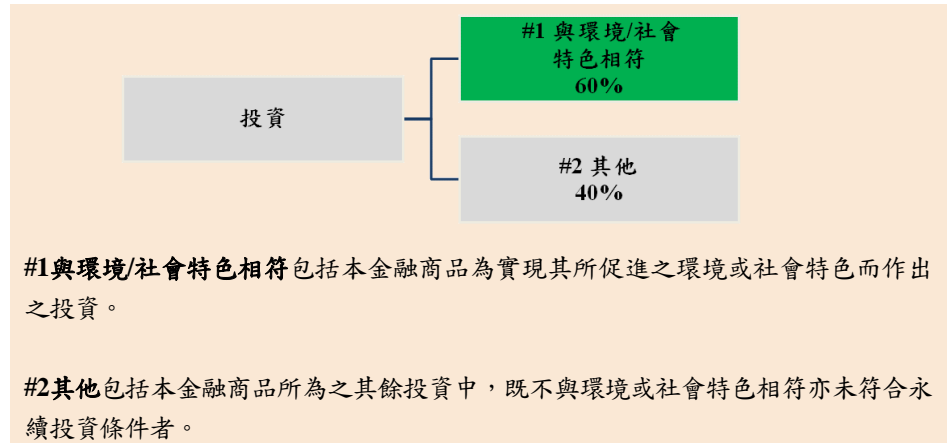 #1 與環境/社會
特色相符
60%
投資
#2 其他
40%
#1與環境/社會特色相符包括本金融商品為實現其所促進之環境或社會特色而作出
之投資。
#2其他包括本金融商品所為之其餘投資中，既不與環境或社會特色相符亦未符合永
續投資條件者。